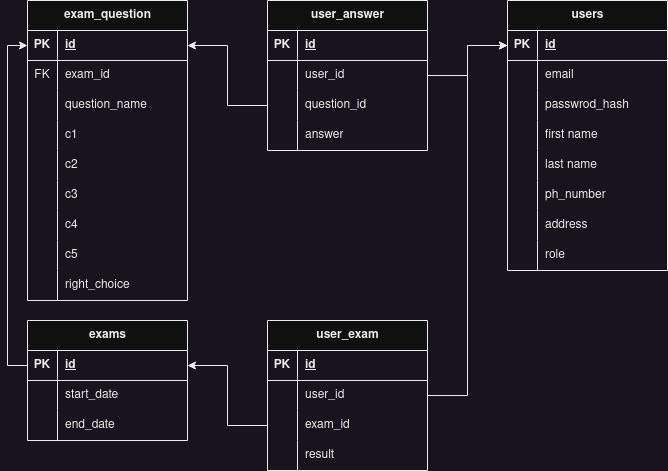 exam_question
PK id
FK exam_id
question_name
c1
c2
c3
c4
c5
right_choice
user_answer
PK id
user_id
question_id
answer
users
PK id
email
passwrod_hash
first name
last name
ph_number
address
role
exams
PK id
start_date
end_date
user_exam
PK id
user_id
exam_id
result